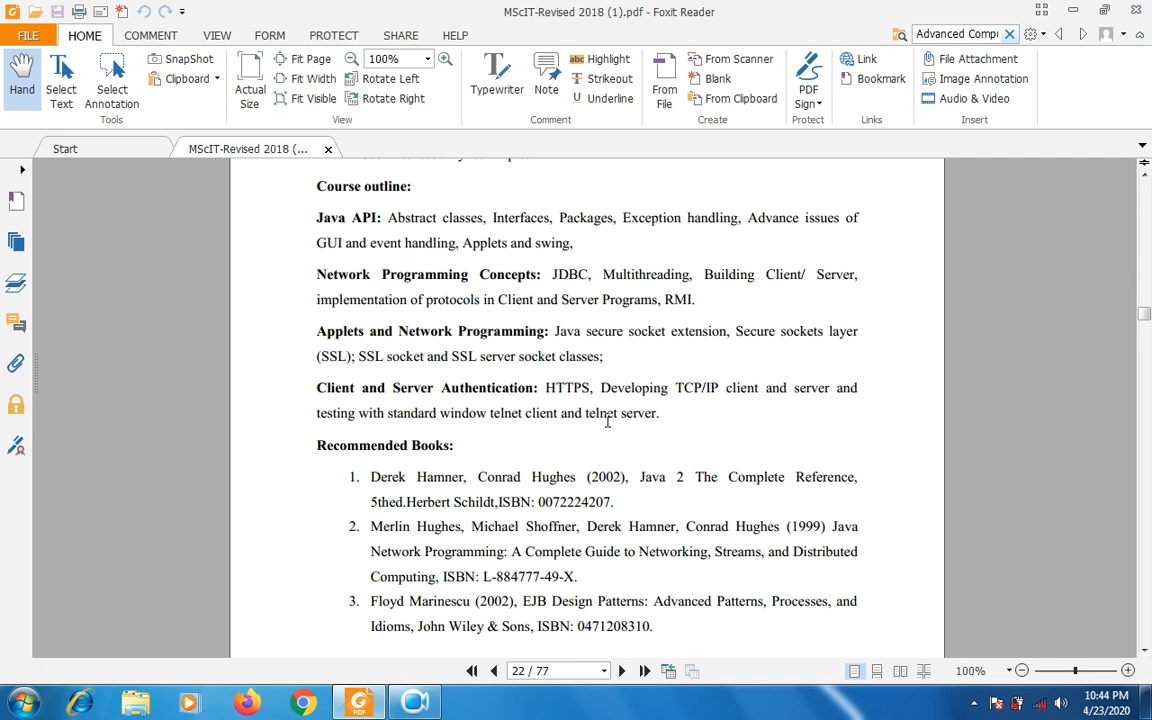 MScIT-Revised 2018 (1).pdf - Foxit Reader
FILE HOME COMMENT VIEW FORM PROTECT SHARE HELP
Advanced Comp
Hand
Select Text
Select Annotation
SnapShot
Clipboard
Tools
Actual Size
Fit Page
Fit Width
Fit Visible
100%
Rotate Left
Rotate Right
View
Typewriter
Note
Highlight
Strikeout
Underline
Comment
From File
From Scanner
Blank
From Clipboard
Create
PDF Sign
Protect
Link
Bookmark
Links
File Attachment
Image Annotation
Audio & Video
Insert
Start
MScIT-Revised 2018 (...
Course outline:
Java API: Abstract classes, Interfaces, Packages, Exception handling, Advance issues of
GUI and event handling, Applets and swing,
Network Programming Concepts: JDBC, Multithreading, Building Client/ Server,
implementation of protocols in Client and Server Programs, RMI.
Applets and Network Programming: Java secure socket extension, Secure sockets layer
(SSL); SSL socket and SSL server socket classes;
Client and Server Authentication: HTTPS, Developing TCP/IP client and server and
testing with standard window telnet client and telnet server.
Recommended Books:
1. Derek Hamner, Conrad Hughes (2002), Java 2 The Complete Reference,
5thed.Herbert Schildt,ISBN: 0072224207.
2. Merlin Hughes, Michael Shoffner, Derek Hamner, Conrad Hughes (1999) Java
Network Programming: A Complete Guide to Networking, Streams, and Distributed
Computing, ISBN: L-884777-49-X.
3. Floyd Marinescu (2002), EJB Design Patterns: Advanced Patterns, Processes, and
Idioms, John Wiley & Sons, ISBN: 0471208310.
22 / 77
100%
10:44 PM
4/23/2020